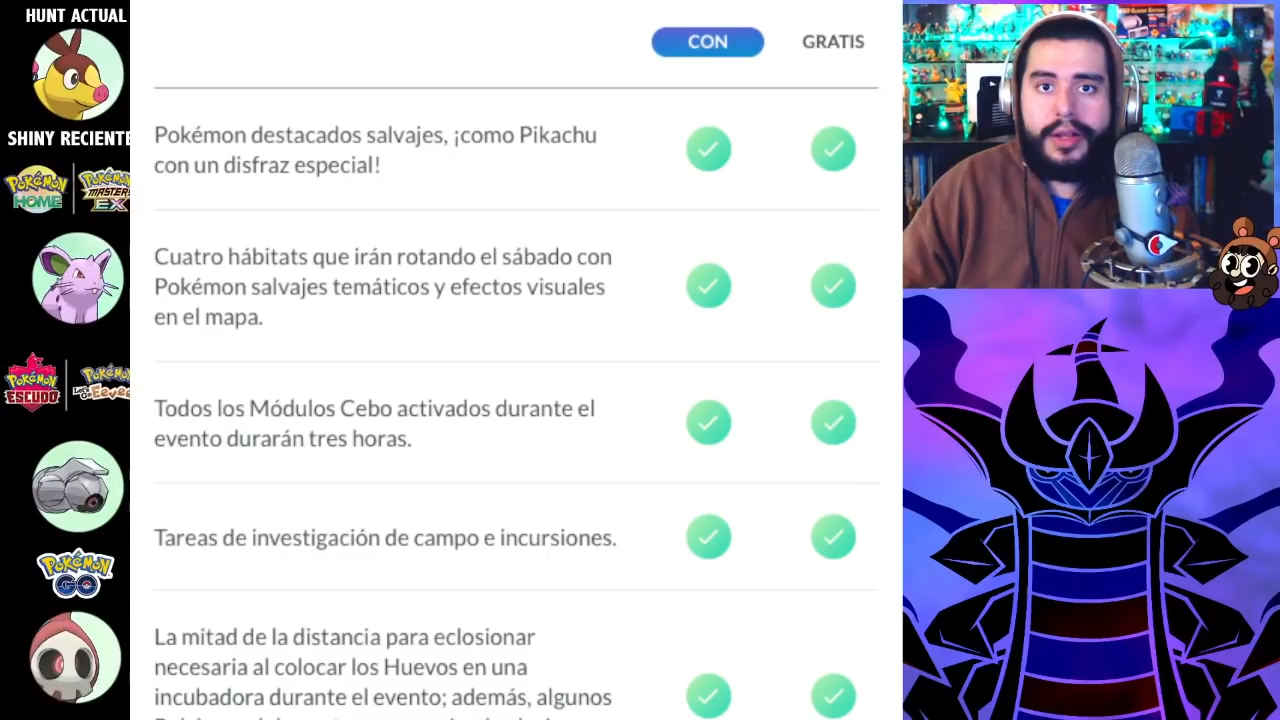 HUNT ACTUAL
SHINY RECIENTE
Pokémon
HOME
Pokémon
MASTERS
EX
Pokémon
ESCUDO
Pokémon
Let's Go
Pokémon
GO
CON
GRATIS
Pokémon destacados salvajes, ¡como Pikachu
con un disfraz especial!
Cuatro hábitats que irán rotando el sábado con
Pokémon salvajes temáticos y efectos visuales
en el mapa.
Todos los Módulos Cebo activados durante el
evento durarán tres horas.
Tareas de investigación de campo e incursiones.
La mitad de la distancia para eclosionar
necesaria al colocar los Huevos en una
incubadora durante el evento; además, algunos